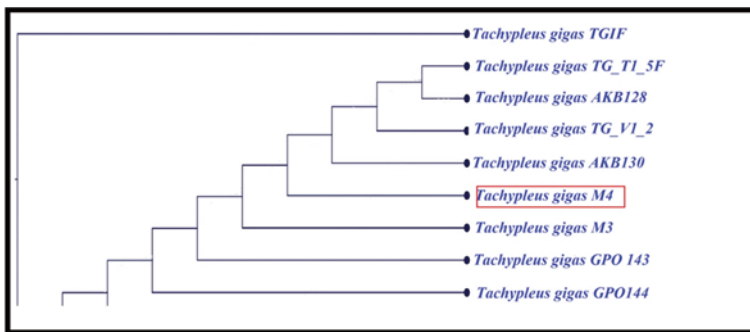 Tachypleus gigas TGIF
Tachypleus gigas TG_T1_5F
Tachypleus gigas AKB128
Tachypleus gigas TG_V1_2
Tachypleus gigas AKB130
Tachypleus gigas M4
Tachypleus gigas M3
Tachypleus gigas GPO 143
Tachypleus gigas GPO144